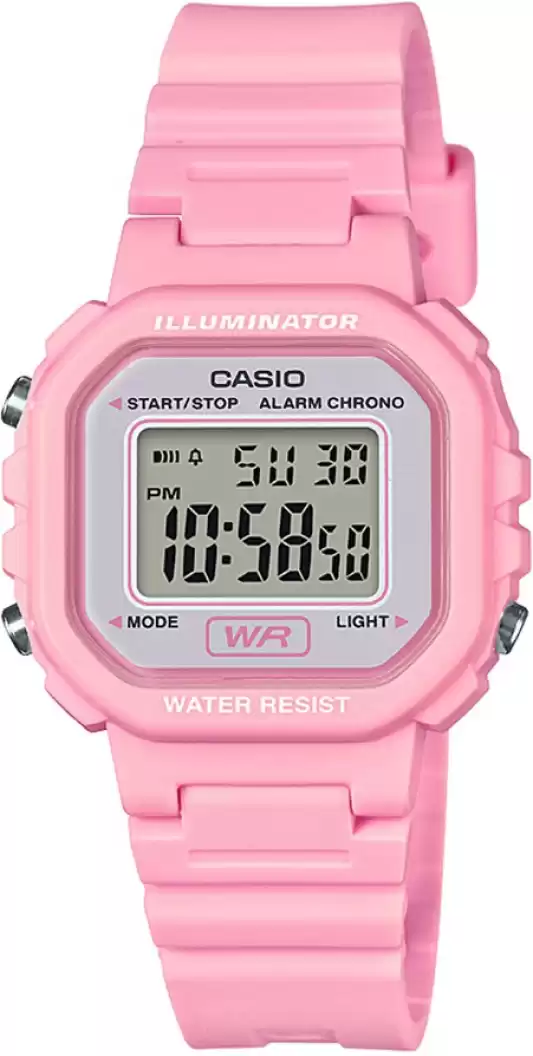 ILLUMINATOR
CASIO
START/STOP ALARM CHRONO
SU 30
PM
10:58 50
MODE WR LIGHT
WATER RESIST